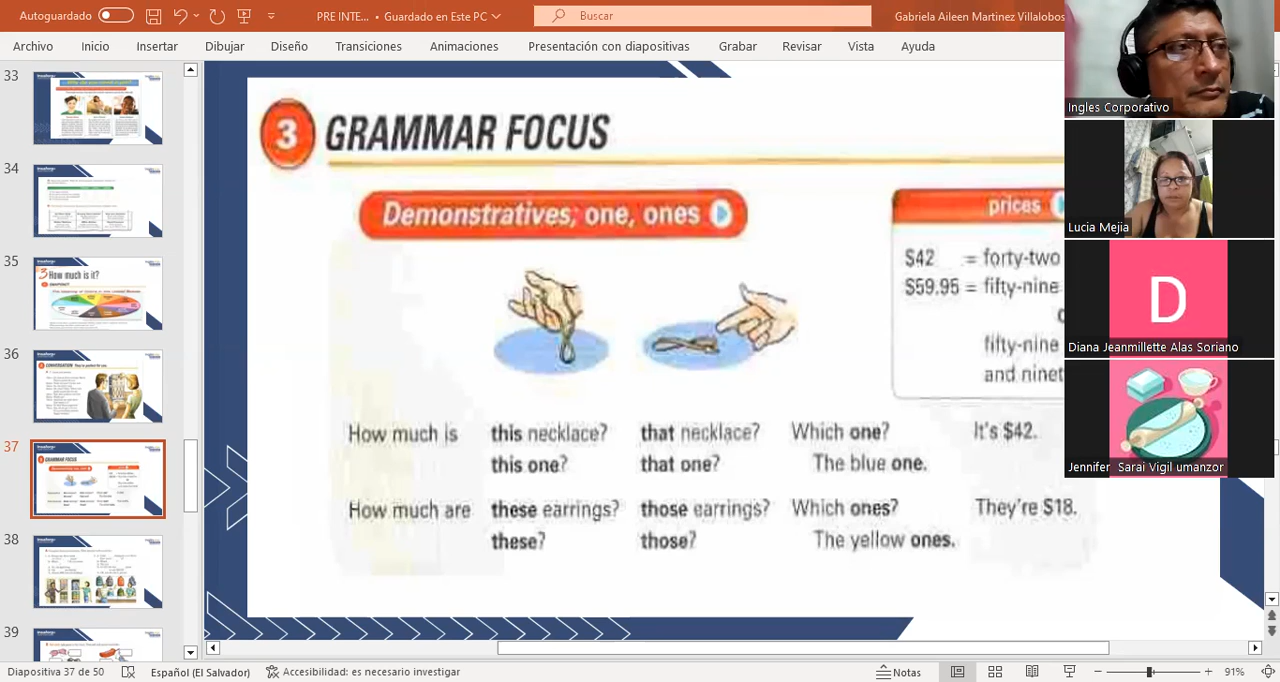 Autoguardado
PRE INTE... • Guardado en Este PC
Buscar
Gabriela Aileen Martinez Villalobos
Archivo
Inicio
Insertar
Dibujar
Diseño
Transiciones
Animaciones
Presentación con diapositivas
Grabar
Revisar
Vista
Ayuda
33
34
35
How much is it?
36
37
38
39
3 GRAMMAR FOCUS
Demonstratives; one, ones
prices
$42 = forty-two
$59.95 = fifty-nine
fifty-nine
and ninet
How much is this necklace? that necklace? Which one? It's $42.
this one? that one? The blue one.
How much are these earrings? those earrings? Which ones? They're $18.
these? those? The yellow ones.
Ingles Corporativo
Lucia Mejia
D
Diana Jeanmillette Alas Soriano
Jennifer Sarai Vigil umanzor
Diapositiva 37 de 50
Español (El Salvador)
Accesibilidad: es necesario investigar
Notas
91%